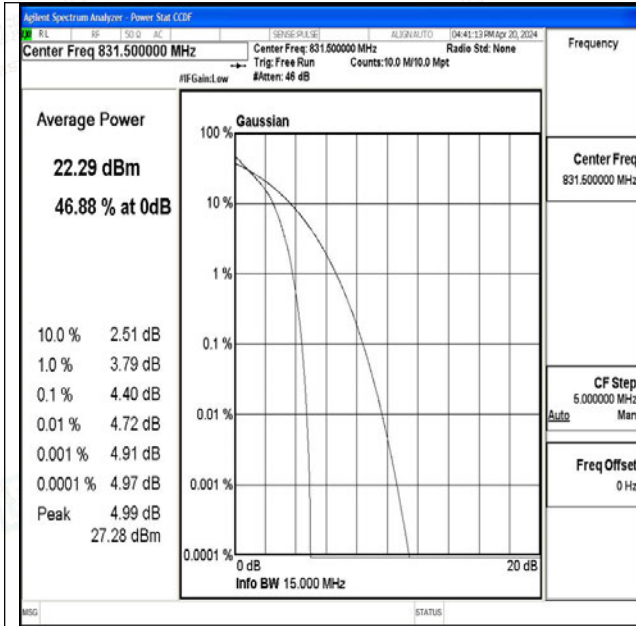 Agilent Spectrum Analyzer - Power Stat CCDF
RL RF 50 Ω AC SENSE:PULSE ALIGN AUTO 04:41:13 PM Apr 20, 2024
Center Freq 831.500000 MHz
Center Freq: 831.500000 MHz Radio Std: None
Trig: Free Run Counts:10.0 M/10.0 Mpt
#IFGain:Low #Atten: 46 dB
Frequency
Average Power
22.29 dBm
46.88 % at 0dB
10.0 % 2.51 dB
1.0 % 3.79 dB
0.1 % 4.40 dB
0.01 % 4.72 dB
0.001 % 4.91 dB
0.0001 % 4.97 dB
Peak 4.99 dB
27.28 dBm
Gaussian
100 %
10 %
1 %
0.1 %
0.01 %
0.001 %
0.0001 %
0 dB 20 dB
Info BW 15.000 MHz
Center Freq
831.500000 MHz
CF Step
5.000000 MHz
Auto Man
Freq Offset
0 Hz
MSG STATUS